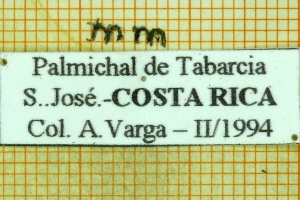 mm
Palmichal de Tabarcia
S..José.-COSTA RICA
Col. A. Varga – II/1994